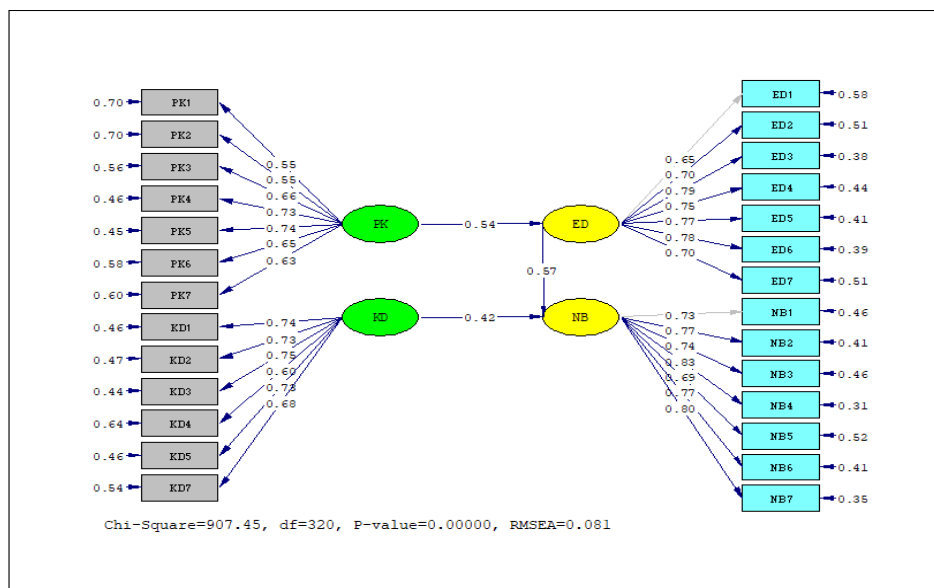 0.70 PK1
0.70 PK2
0.56 PK3
0.46 PK4
0.45 PK5
0.58 PK6
0.60 PK7
0.46 KD1
0.47 KD2
0.44 KD3
0.64 KD4
0.46 KD5
0.54 KD7
0.55
0.55
0.66
0.73
0.74
0.65
0.63
0.74
0.73
0.75
0.60
0.73
0.68
PK 0.54 ED
0.57
KD 0.42 NB
0.65
0.70
0.79
0.75
0.77
0.78
0.70
0.73
0.77
0.74
0.83
0.69
0.77
0.80
ED1 0.58
ED2 0.51
ED3 0.38
ED4 0.44
ED5 0.41
ED6 0.39
ED7 0.51
NB1 0.46
NB2 0.41
NB3 0.46
NB4 0.31
NB5 0.52
NB6 0.41
NB7 0.35
Chi-Square=907.45, df=320, P-value=0.00000, RMSEA=0.081